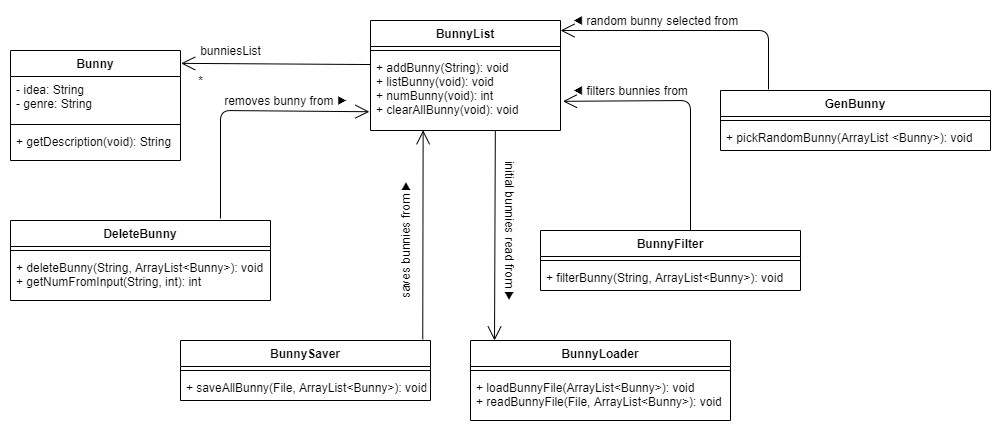 BunnyList
+ addBunny(String): void
+ listBunny(void): void
+ numBunny(void): int
+ clearAllBunny(void): void
◀ random bunny selected from
bunniesList
*
Bunny
- idea: String
- genre: String
+ getDescription(void): String
removes bunny from ▶
◀ filters bunnies from
GenBunny
+ pickRandomBunny(ArrayList <Bunny>): void
saves bunnies from ▶
initial bunnies read from ▶
DeleteBunny
+ deleteBunny(String, ArrayList<Bunny>): void
+ getNumFromInput(String, int): int
BunnyFilter
+ filterBunny(String, ArrayList<Bunny>): void
BunnySaver
+ saveAllBunny(File, ArrayList<Bunny>): void
BunnyLoader
+ loadBunnyFile(ArrayList<Bunny>): void
+ readBunnyFile(File, ArrayList<Bunny>): void